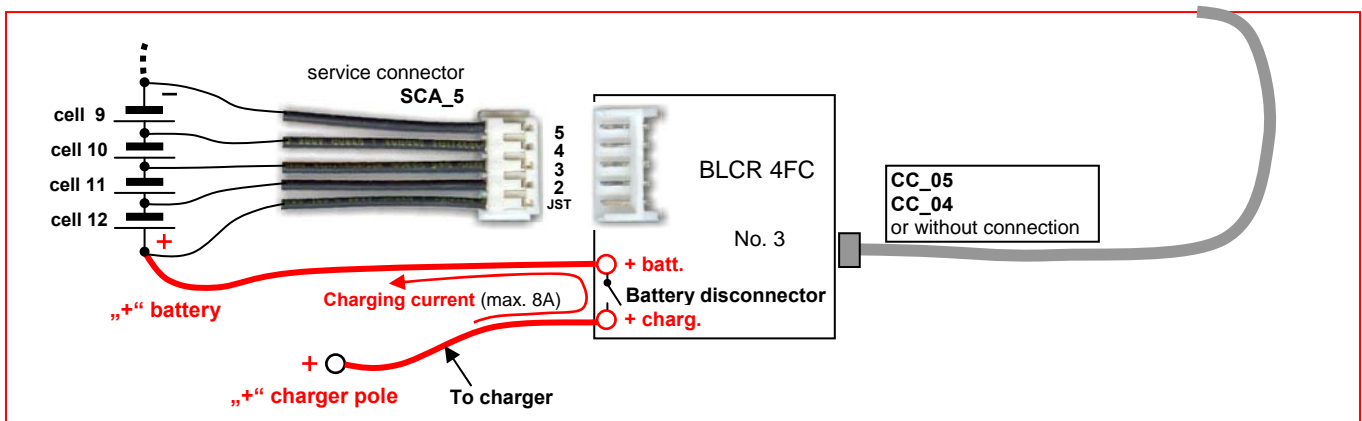 service connector
SCA_5
–
cell 9
cell 10
cell 11
cell 12
+
5
4
3
2
JST
BLCR 4FC
No. 3
CC_05
CC_04
or without connection
+ batt.
Battery disconnector
+ charg.
Charging current (max. 8A)
„+“ battery
+
„+“ charger pole
To charger